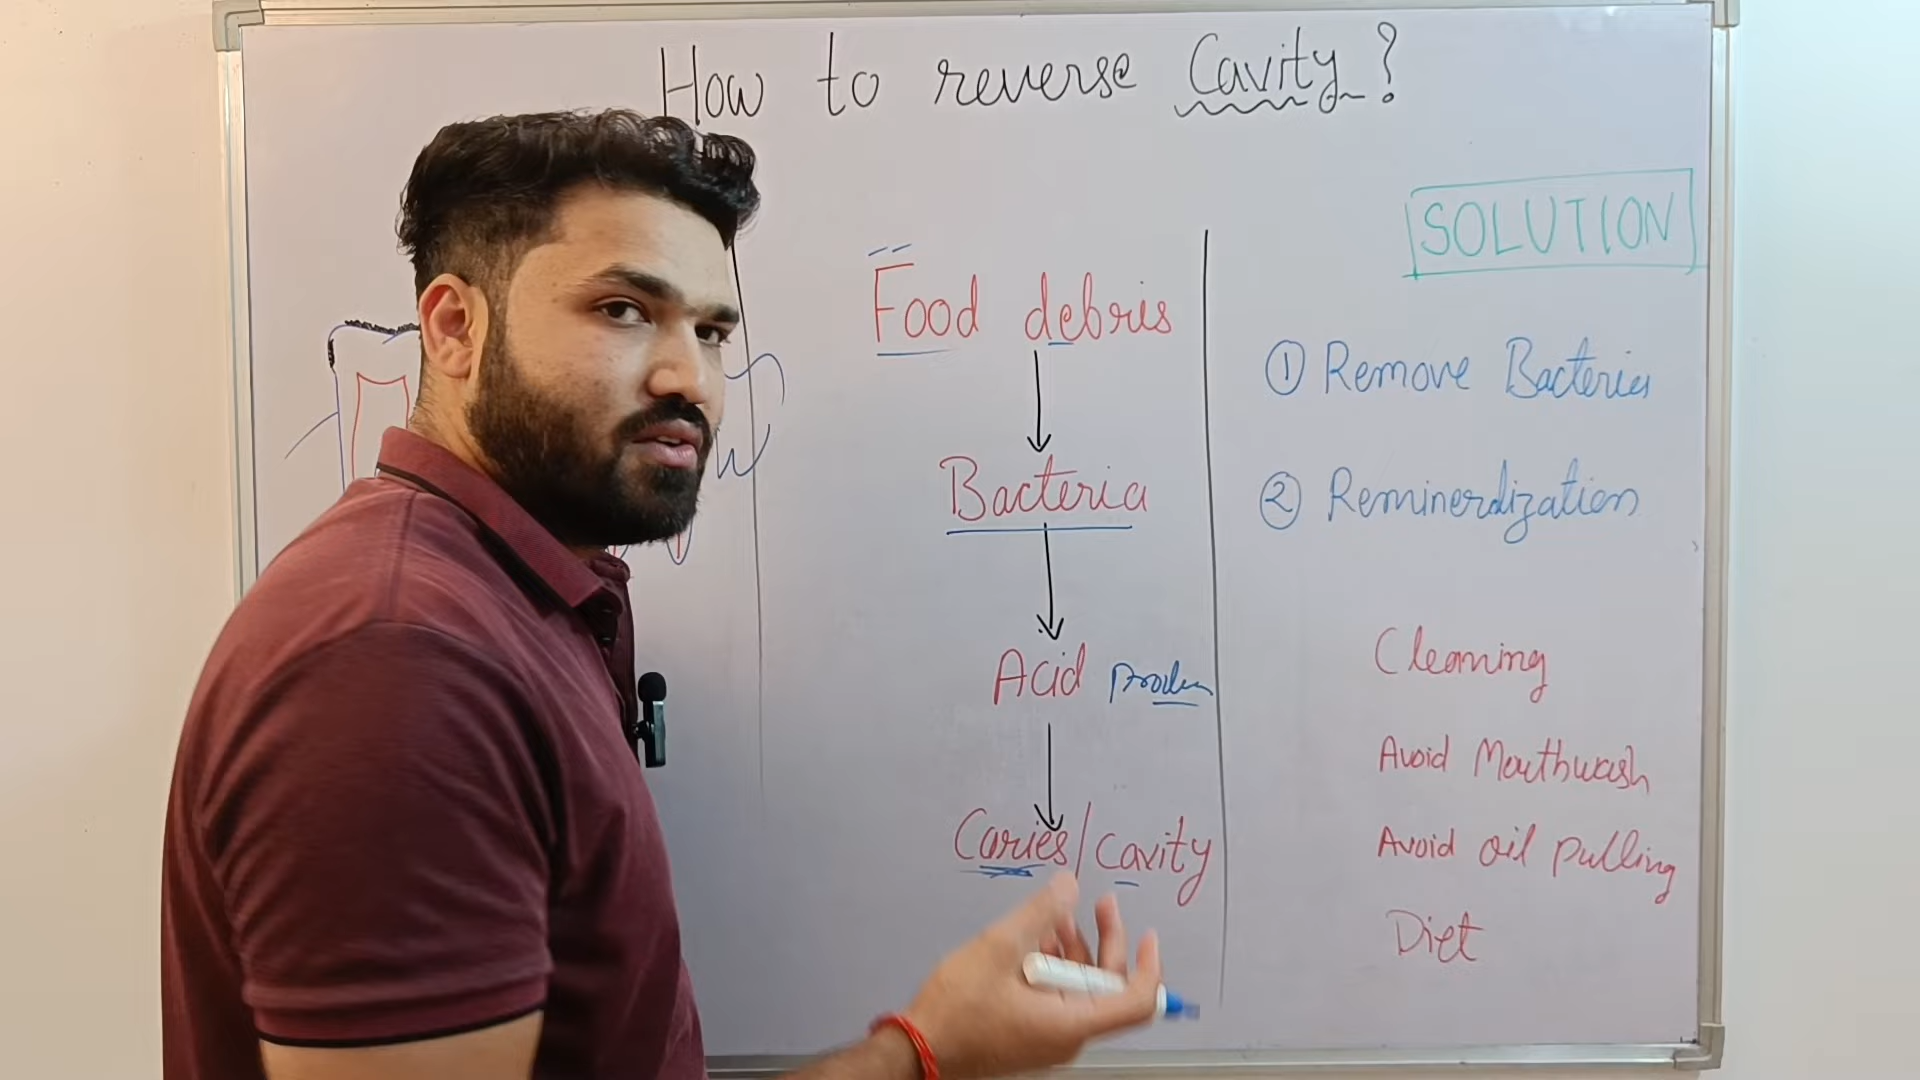 How to reverse Cavity?
Food debris
Bacteria
Acid
Caries/cavity
SOLUTION
① Remove Bacteria
② Reminerdization
Cleaning
Avoid Mouthwash
Avoid oil pulling
Diet